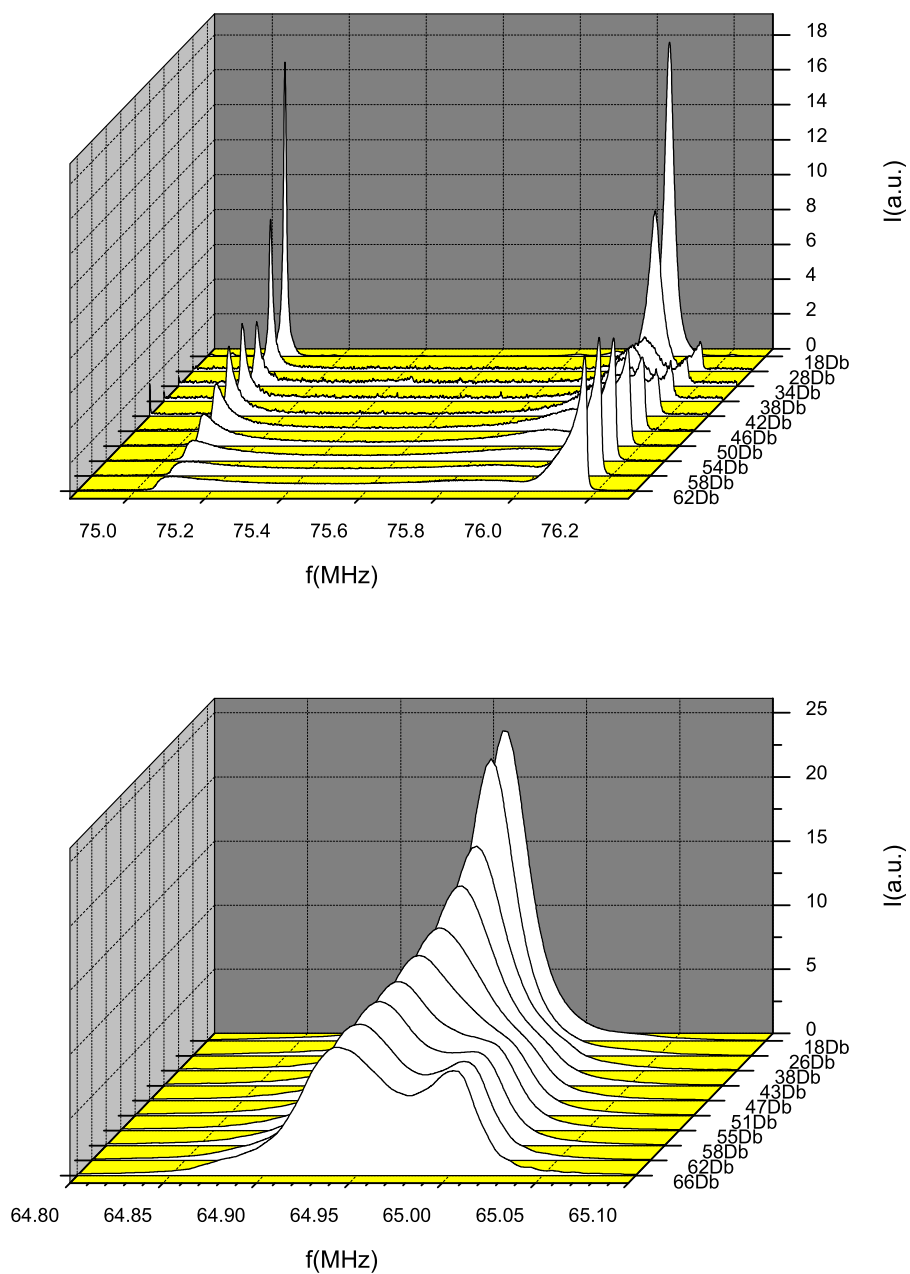 18
16
14
12
10
8
6
4
2
0
I(a.u.)
18Db
28Db
34Db
38Db
42Db
46Db
50Db
54Db
58Db
62Db
75.0 75.2 75.4 75.6 75.8 76.0 76.2
f(MHz)
25
20
15
10
5
0
I(a.u.)
18Db
26Db
38Db
43Db
47Db
51Db
55Db
58Db
62Db
66Db
64.80 64.85 64.90 64.95 65.00 65.05 65.10
f(MHz)